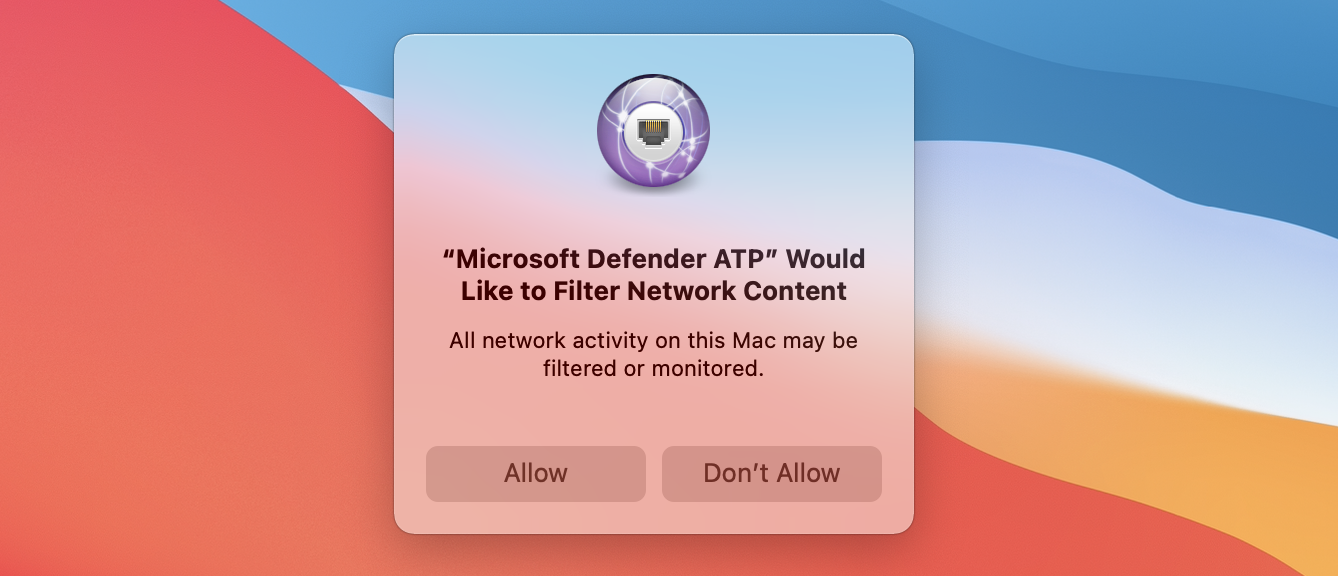 “Microsoft Defender ATP” Would
Like to Filter Network Content
All network activity on this Mac may be
filtered or monitored.
Allow
Don’t Allow